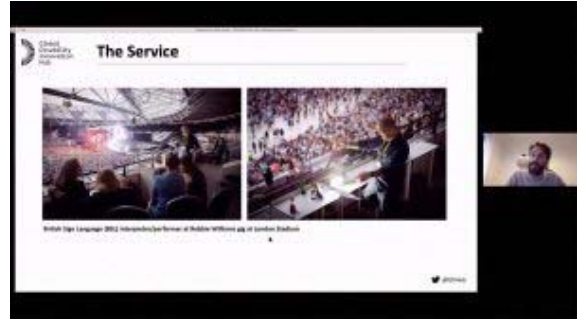 Global
Disability
Innovation
Hub
The Service
British Sign Language (BSL) interpreter/performer at Robbie Williams gig at London Stadium